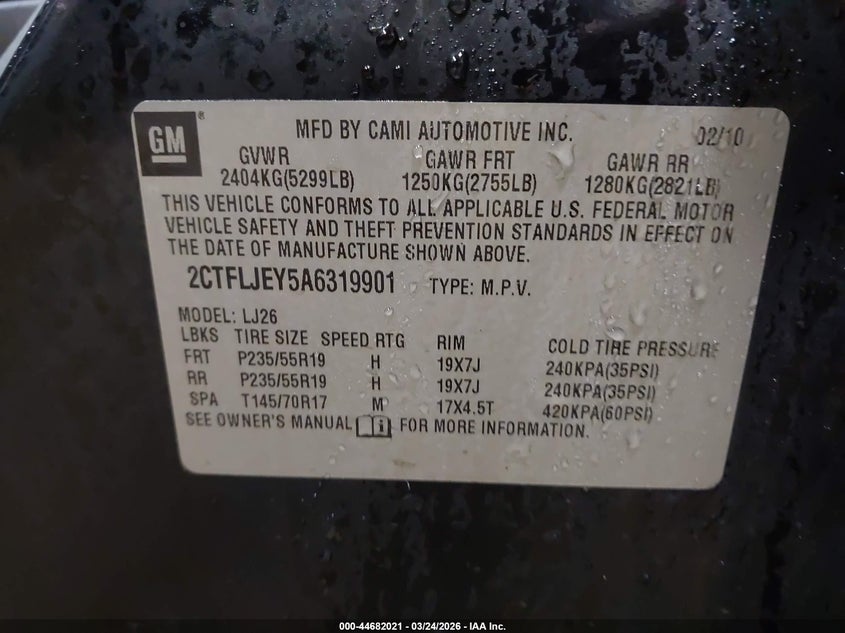 GM ®
MFD BY CAMI AUTOMOTIVE INC. 02/10
GVWR GAWR FRT GAWR RR
2404KG(5299LB) 1250KG(2755LB) 1280KG(2821LB)
THIS VEHICLE CONFORMS TO ALL APPLICABLE U.S. FEDERAL MOTOR
VEHICLE SAFETY AND THEFT PREVENTION STANDARDS IN EFFECT ON
THE DATE OF MANUFACTURE SHOWN ABOVE.
2CTFLJEY5A6319901 TYPE: M.P.V.
MODEL: LJ26
LBKS TIRE SIZE SPEED RTG RIM COLD TIRE PRESSURE
FRT P235/55R19 H 19X7J 240KPA(35PSI)
RR P235/55R19 H 19X7J 240KPA(35PSI)
SPA T145/70R17 M 17X4.5T 420KPA(60PSI)
SEE OWNER'S MANUAL i FOR MORE INFORMATION.
000-44682021 - 03/24/2026 - IAA Inc.